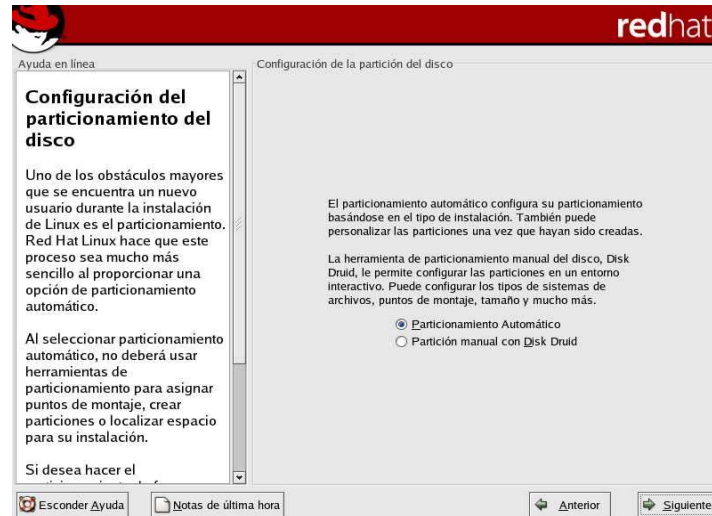 redhat
Ayuda en línea
Configuración del
particionamiento del
disco
Uno de los obstáculos mayores
que se encuentra un nuevo
usuario durante la instalación
de Linux es el particionamiento.
Red Hat Linux hace que este
proceso sea mucho más
sencillo al proporcionar una
opción de particionamiento
automático.
Al seleccionar particionamiento
automático, no deberá usar
herramientas de
particionamiento para asignar
puntos de montaje, crear
particiones o localizar espacio
para su instalación.
Si desea hacer el
Configuración de la partición del disco
El particionamiento automático configura su particionamiento
basándose en el tipo de instalación. También puede
personalizar las particiones una vez que hayan sido creadas.
La herramienta de particionamiento manual del disco, Disk
Druid, le permite configurar las particiones en un entorno
interactivo. Puede configurar los tipos de sistemas de
archivos, puntos de montaje, tamaño y mucho más.
Particionamiento Automático
Partición manual con Disk Druid
Esconder Ayuda
Notas de última hora
Anterior
Siguiente